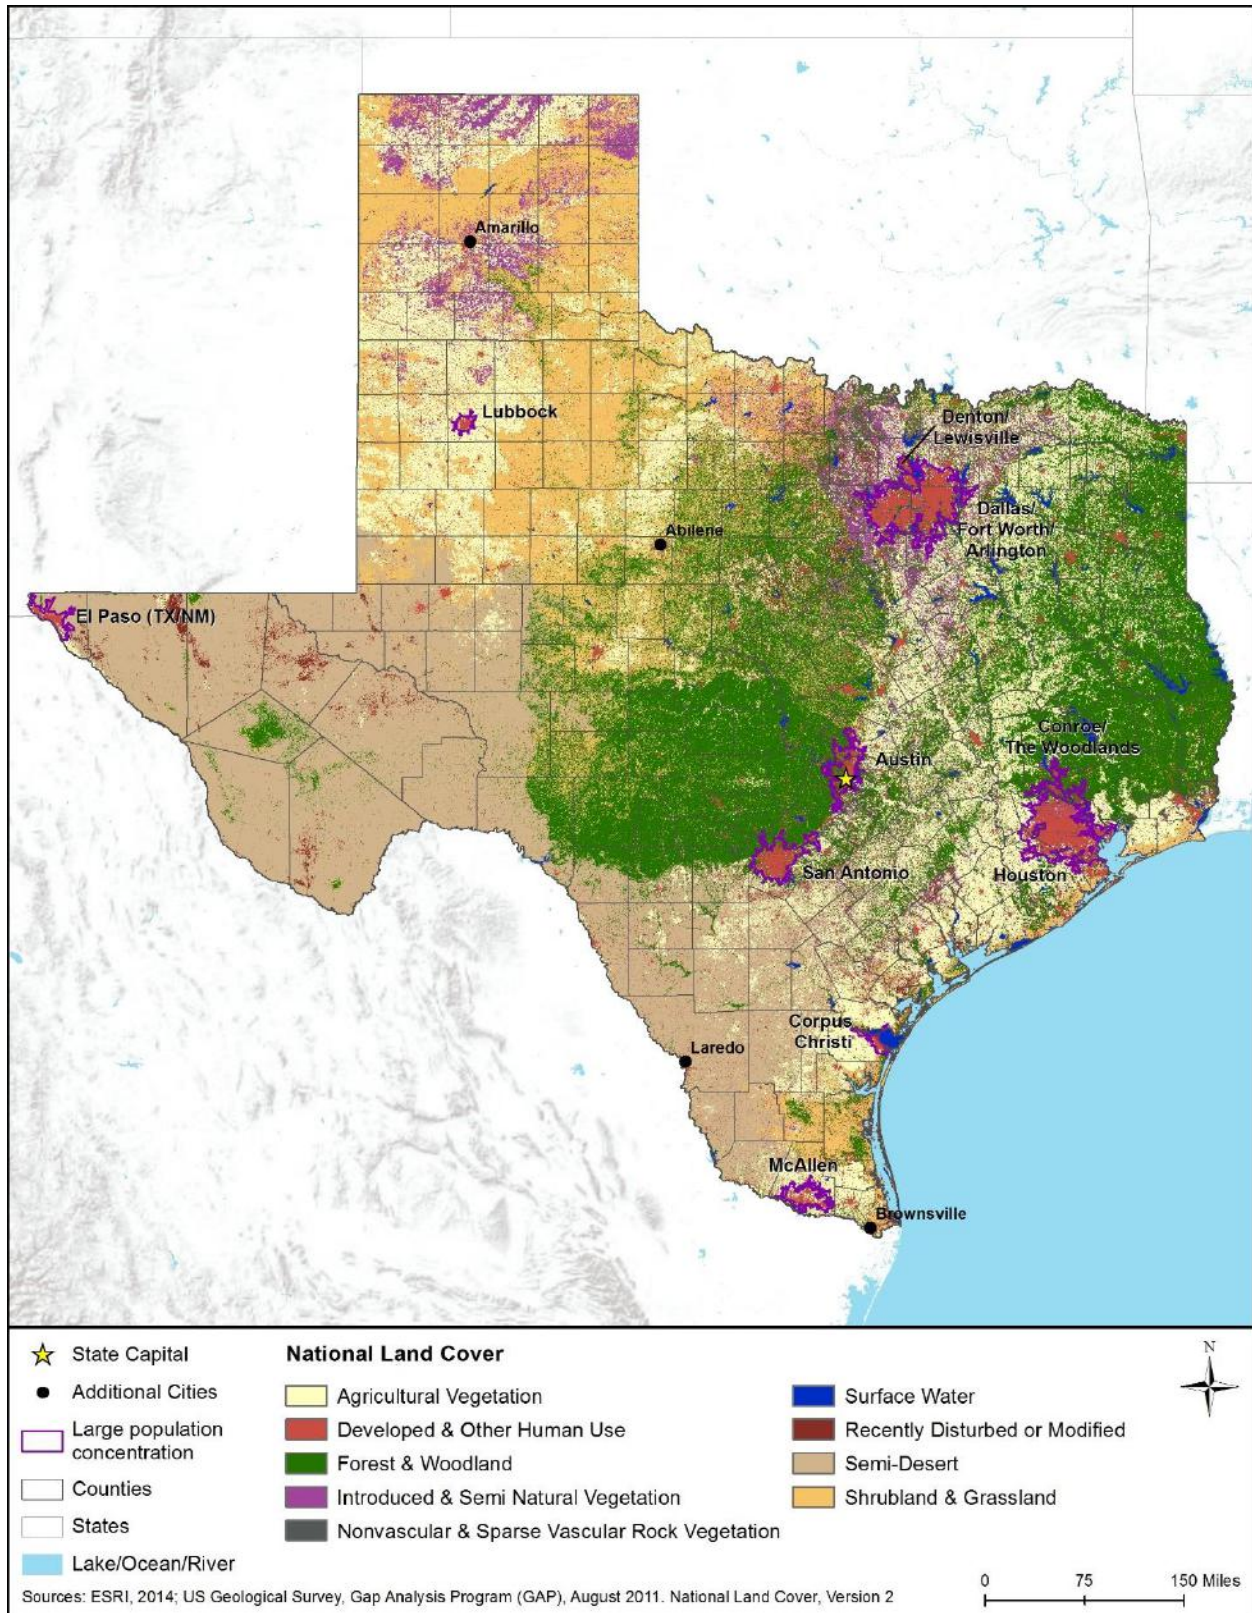 Amarillo
Lubbock
Denton/
Lewisville
Dallas/
Fort Worth/
Arlington
Abilene
El Paso (TX/NM)
Conroe/
The Woodlands
Austin
San Antonio
Houston
Corpus
Christi
Laredo
McAllen
Brownsville
State Capital
Additional Cities
Large population
concentration
Counties
States
Lake/Ocean/River
National Land Cover
Agricultural Vegetation
Developed & Other Human Use
Forest & Woodland
Introduced & Semi Natural Vegetation
Nonvascular & Sparse Vascular Rock Vegetation
Surface Water
Recently Disturbed or Modified
Semi-Desert
Shrubland & Grassland
N
0 75 150 Miles
Sources: ESRI, 2014; US Geological Survey, Gap Analysis Program (GAP), August 2011. National Land Cover, Version 2